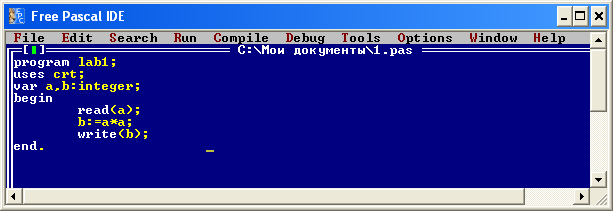 Free Pascal IDE
File Edit Search Run Compile Debug Tools Options Window Help
C:\Мои документы\1.pas
program lab1;
uses crt;
var a,b:integer;
begin
read(a);
b:=a*a;
write(b);
end.